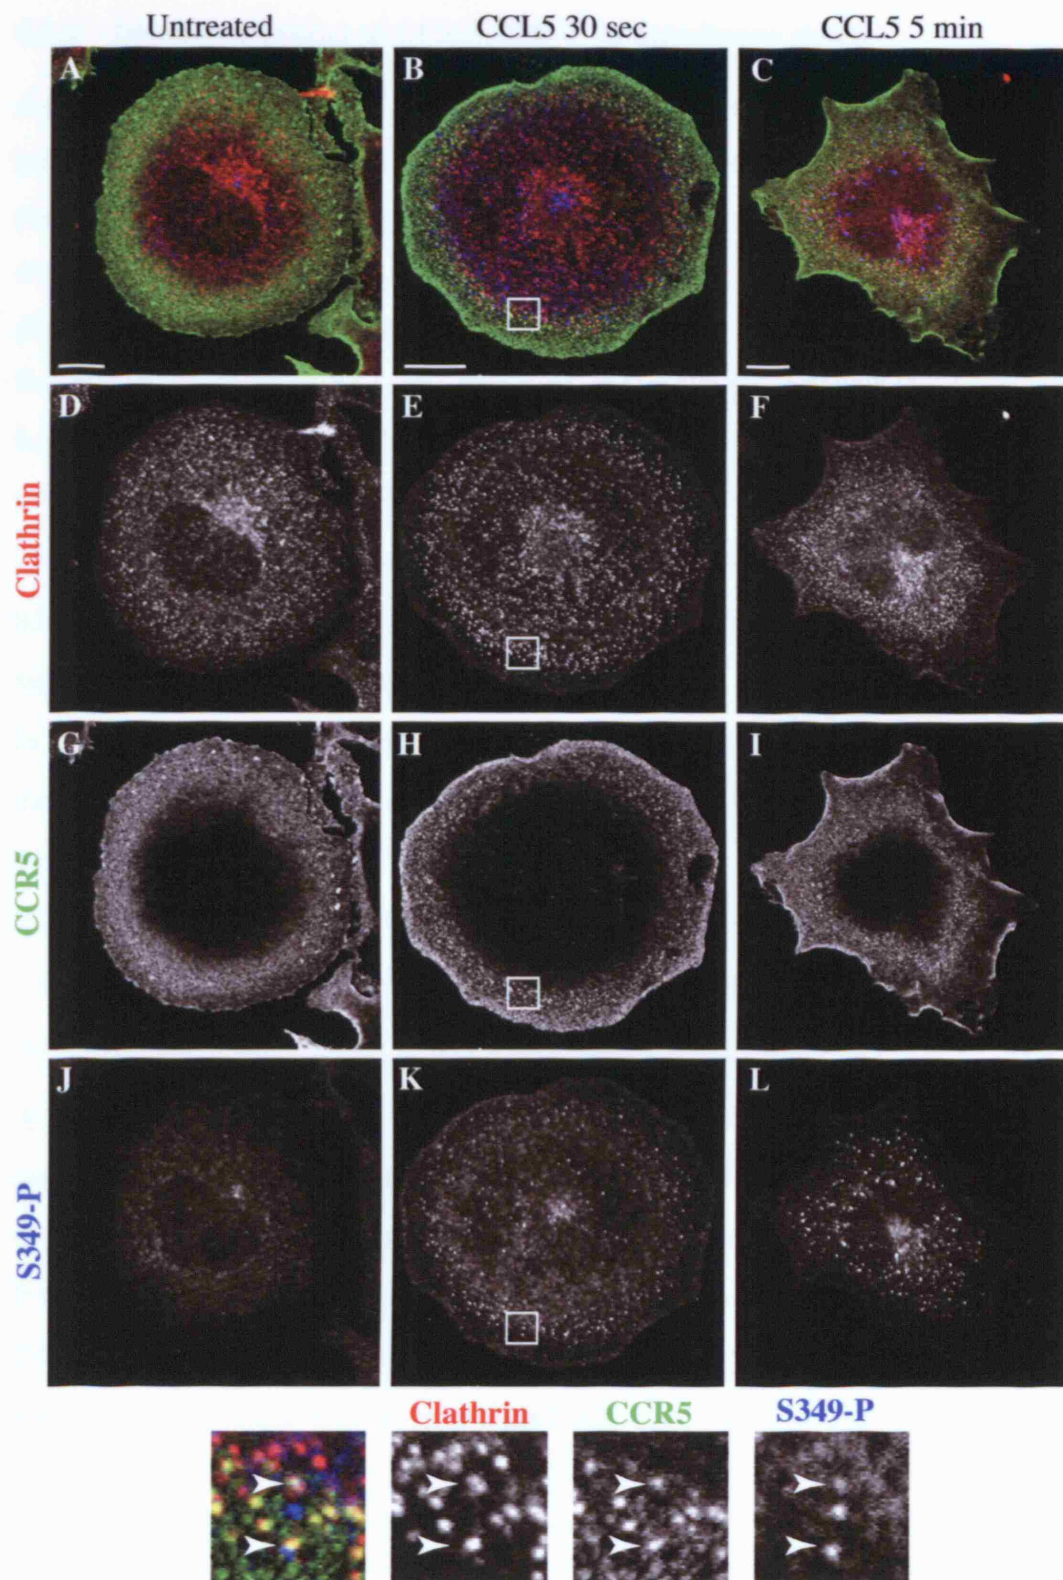 Untreated CCL5 30 sec CCL5 5 min
A B C
Clathrin
D E F
CCR5
G H I
S349-P
J K L
Clathrin CCR5 S349-P